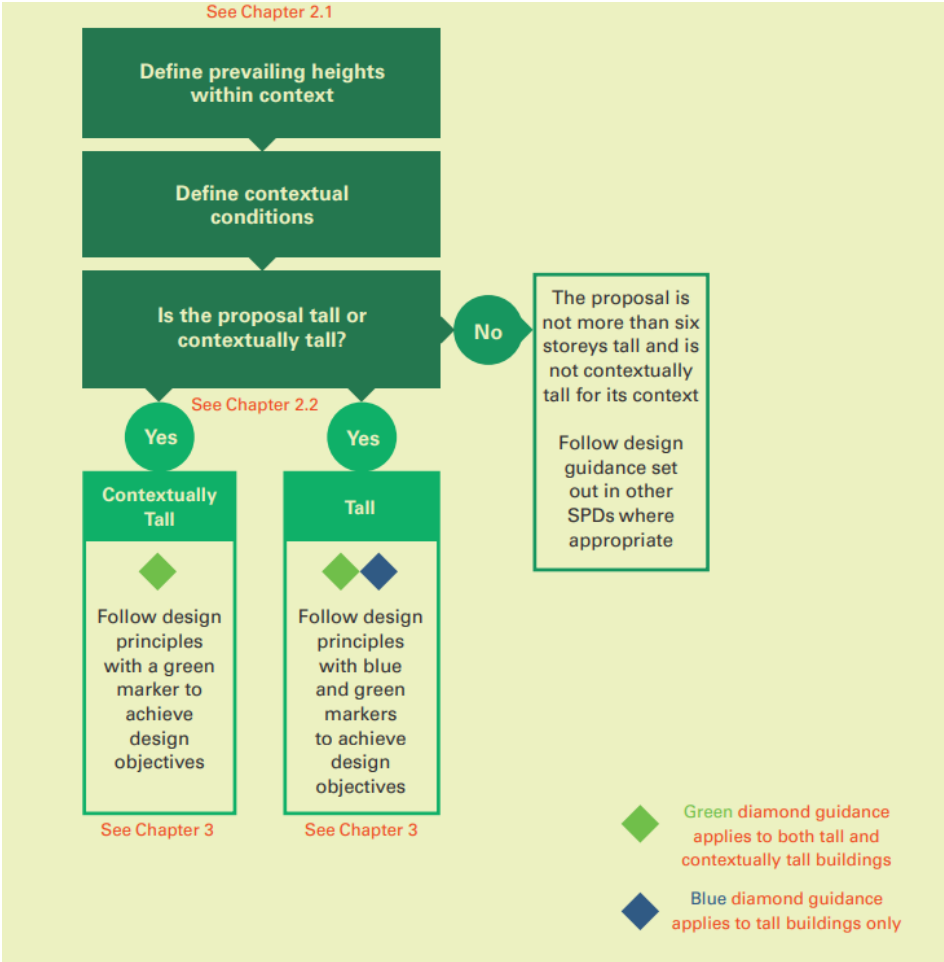 See Chapter 2.1
Define prevailing heights
within context
Define contextual
conditions
Is the proposal tall or
contextually tall?
No
The proposal is
not more than six
storeys tall and is
not contextually
tall for its context
Follow design
guidance set
out in other
SPDs where
appropriate
See Chapter 2.2
Yes
Yes
Contextually
Tall
Follow design
principles
with a green
marker to
achieve
design
objectives
See Chapter 3
Tall
Follow design
principles
with blue
and green
markers
to achieve
design
objectives
See Chapter 3
Green diamond guidance
applies to both tall and
contextually tall buildings
Blue diamond guidance
applies to tall buildings only